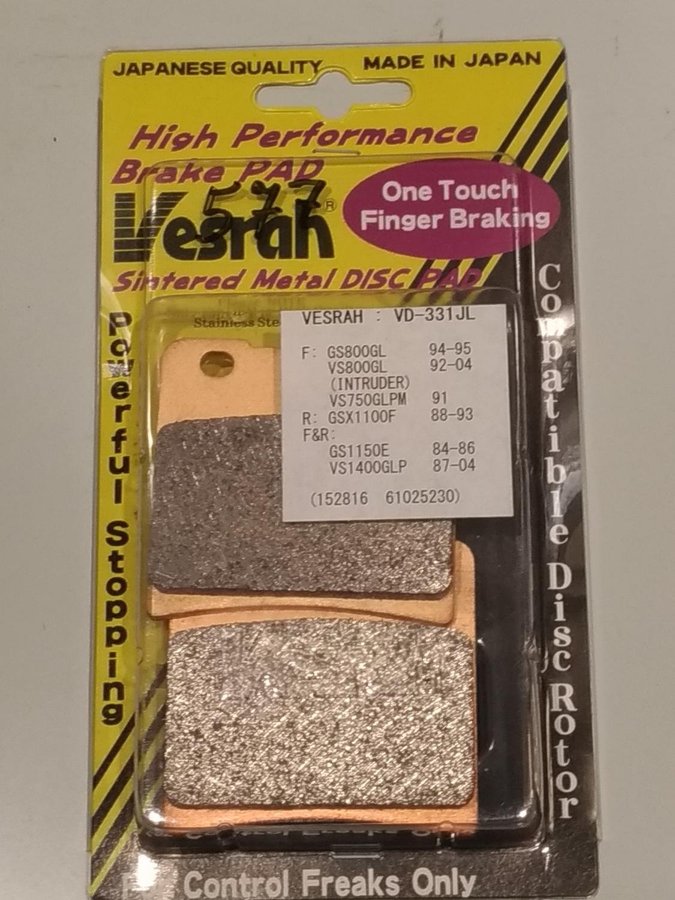 JAPANESE QUALITY MADE IN JAPAN
High Performance
Brake PAD
577
Vesrah®
One Touch
Finger Braking
Sintered Metal DISC PAD
Stainless Stee
Powerful Stopping
Compatible Disc Rotor
VESRAH : VD-331JL
F: GS800GL 94-95
VS800GL 92-04
(INTRUDER)
VS750GLPM 91
R: GSX1100F 88-93
F&R:
GS1150E 84-86
VS1400GLP 87-04
(152816 61025230)
Control Freaks Only